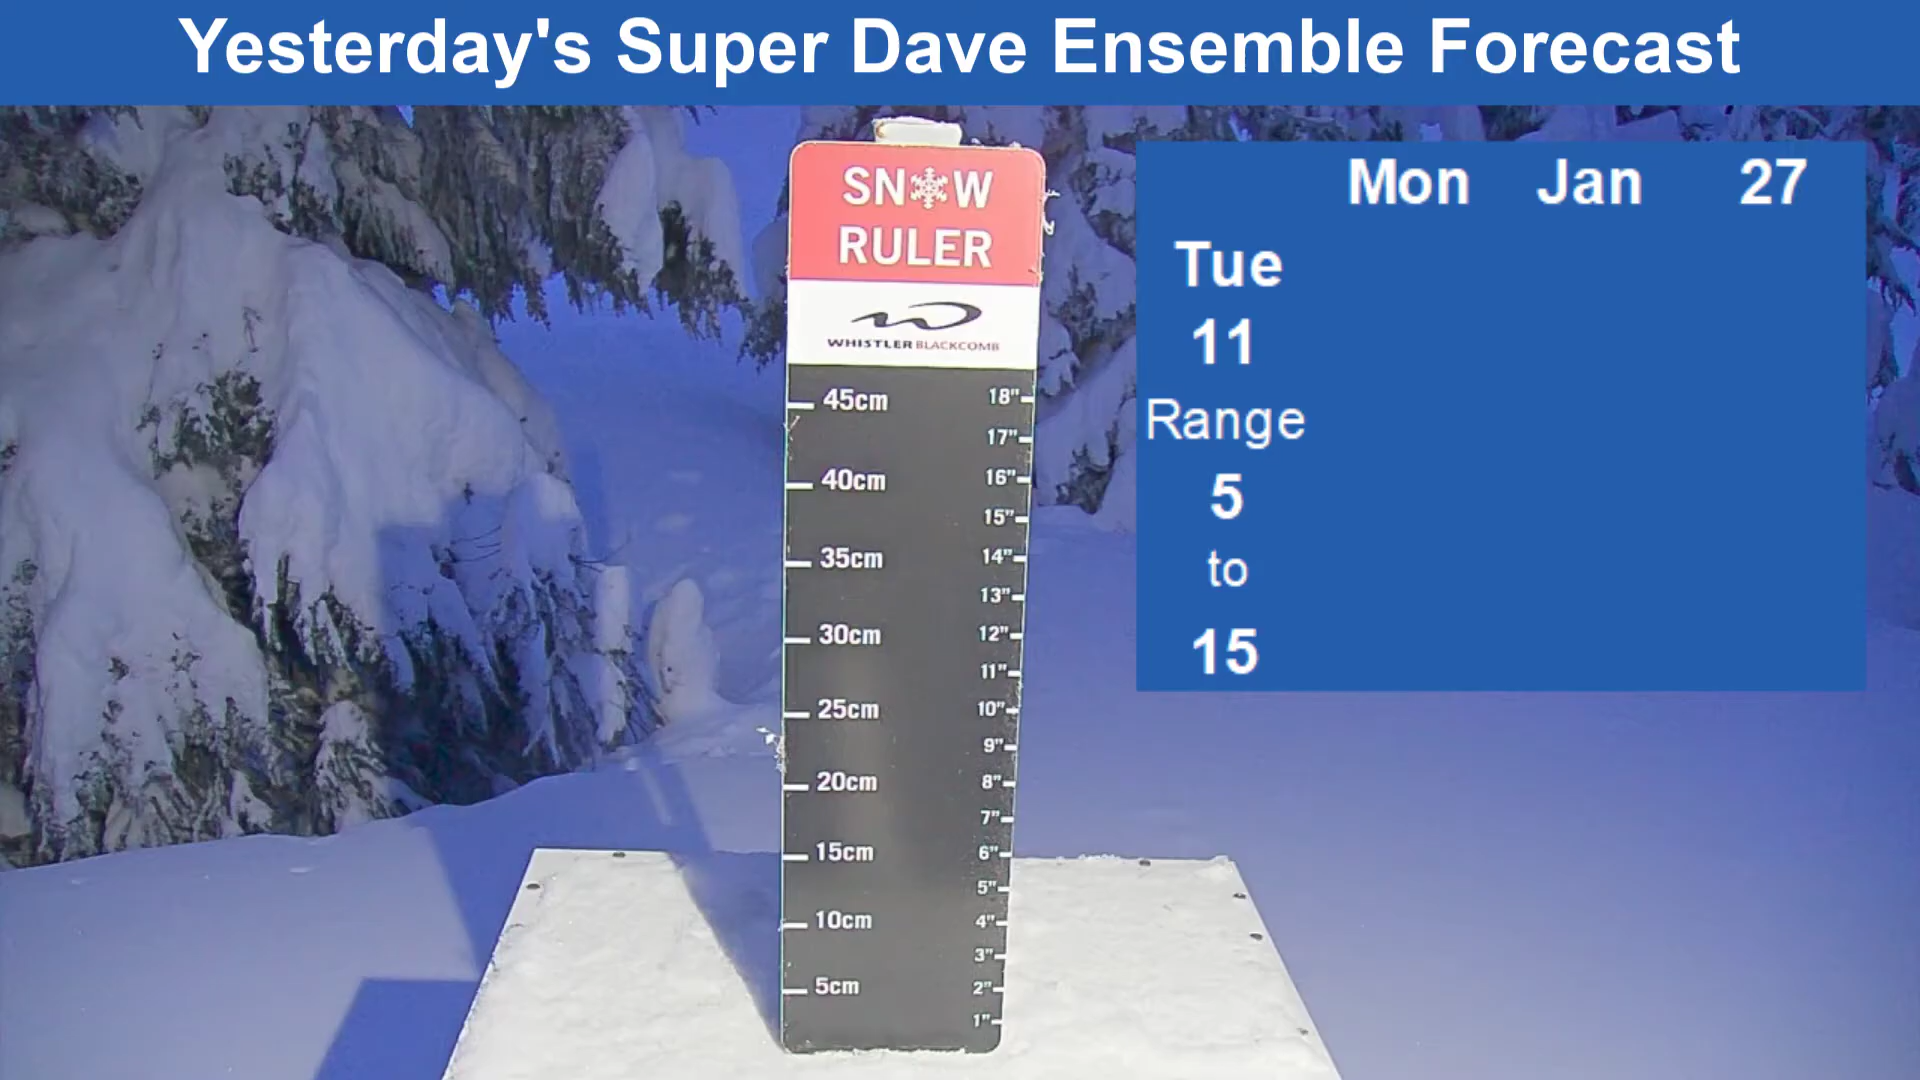 Yesterday's Super Dave Ensemble Forecast
SNOW
RULER
WHISTLER BLACKCOMB
45cm
40cm
35cm
30cm
25cm
20cm
15cm
10cm
5cm
18"
17"
16"
15"
14"
13"
12"
11"
10"
9"
8"
7"
6"
5"
4"
3"
2"
1"
Mon Jan 27
Tue
11
Range
5
to
15